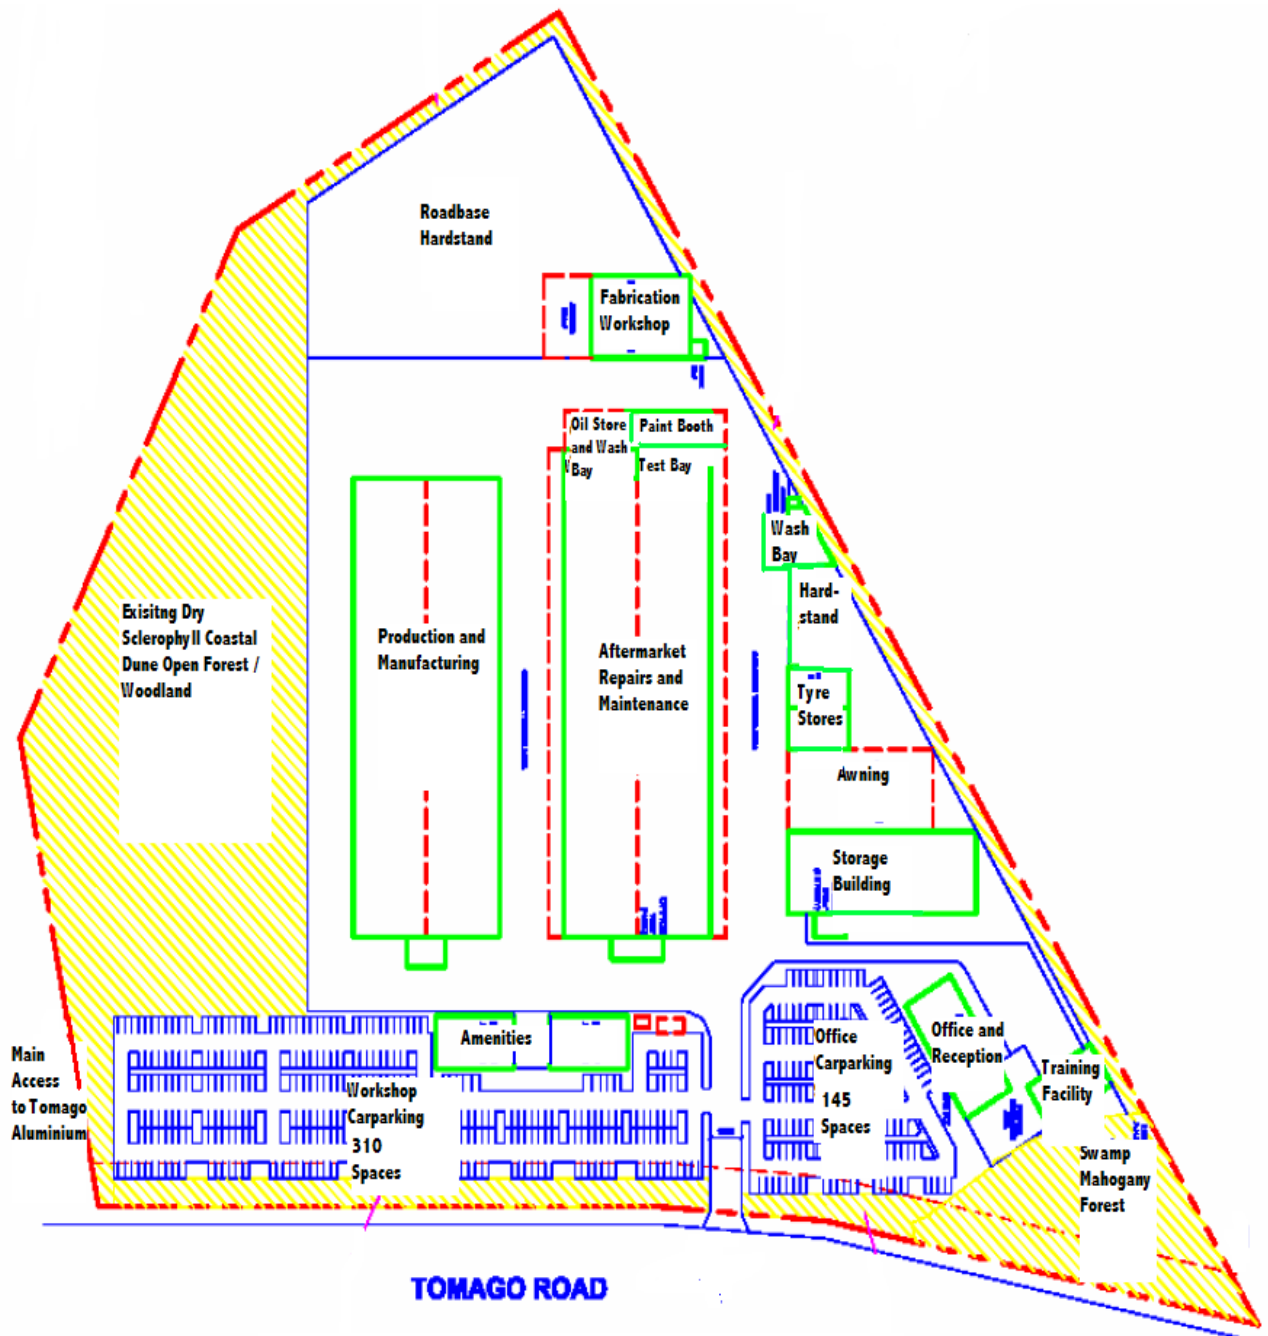 Roadbase
Hardstand
Fabrication
Workshop
Oil Store
and Wash
Bay
Paint Booth
Test Bay
Wash
Bay
Hard-
stand
Exisitng Dry
Sclerophyll Coastal
Dune Open Forest /
Woodland
Production and
Manufacturing
Aftermarket
Repairs and
Maintenance
Tyre
Stores
Awning
Storage
Building
Amenities
Office
Carparking
145
Spaces
Office and
Reception
Training
Facility
Main
Access
to Tomago
Aluminium
Workshop
Carparking
310
Spaces
Swamp
Mahogany
Forest
TOMAGO ROAD